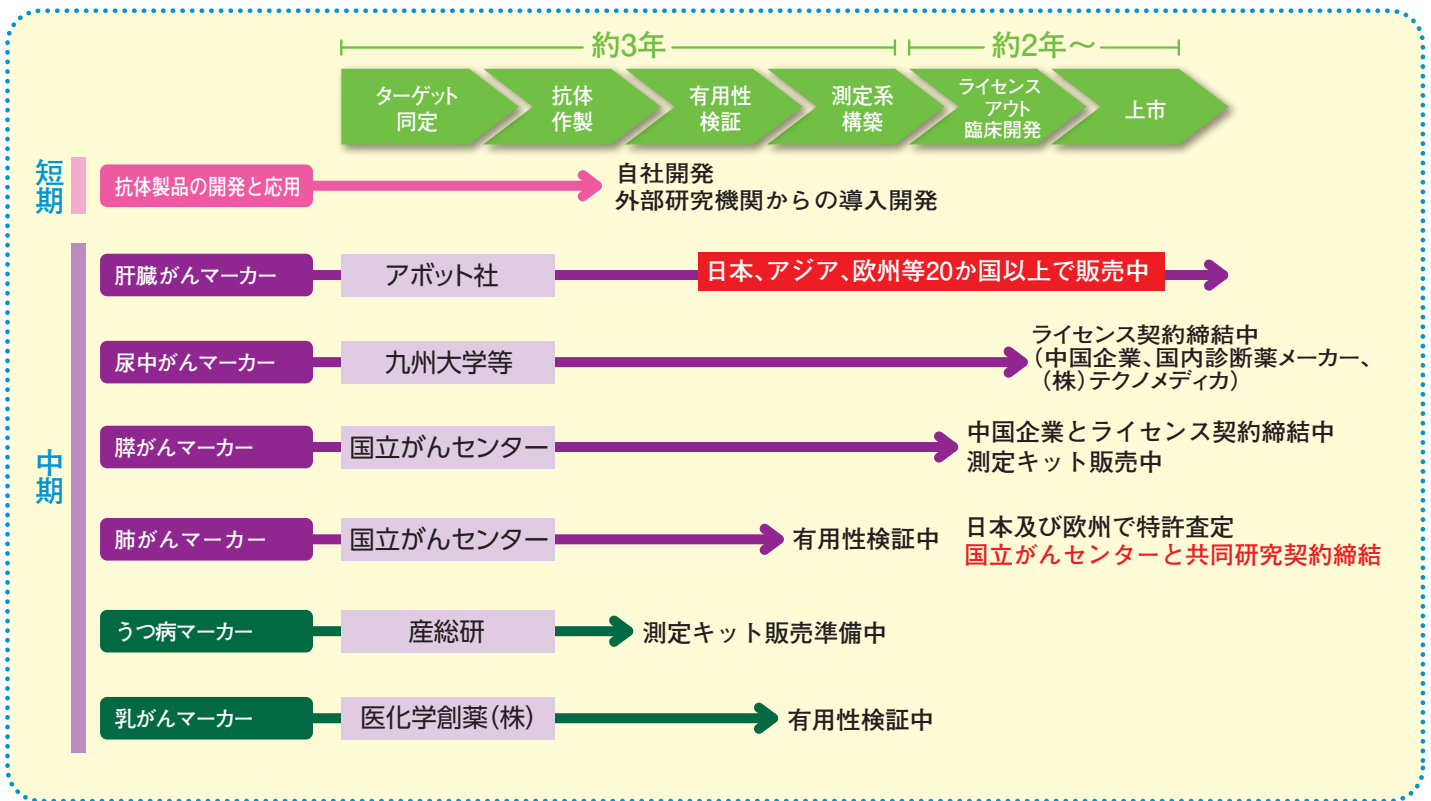 約3年
約2年〜
ターゲット
同定
抗体
作製
有用性
検証
測定系
構築
ライセンス
アウト
臨床開発
上市
短期
抗体製品の開発と応用
自社開発
外部研究機関からの導入開発
中期
肝臓がんマーカー
アボット社
日本、アジア、欧州等20か国以上で販売中
尿中がんマーカー
九州大学等
ライセンス契約締結中
(中国企業、国内診断薬メーカー、
(株)テクノメディカ)
膵がんマーカー
国立がんセンター
中国企業とライセンス契約締結中
測定キット販売中
肺がんマーカー
国立がんセンター
有用性検証中
日本及び欧州で特許査定
国立がんセンターと共同研究契約締結
うつ病マーカー
産総研
測定キット販売準備中
乳がんマーカー
医化学創薬(株)
有用性検証中